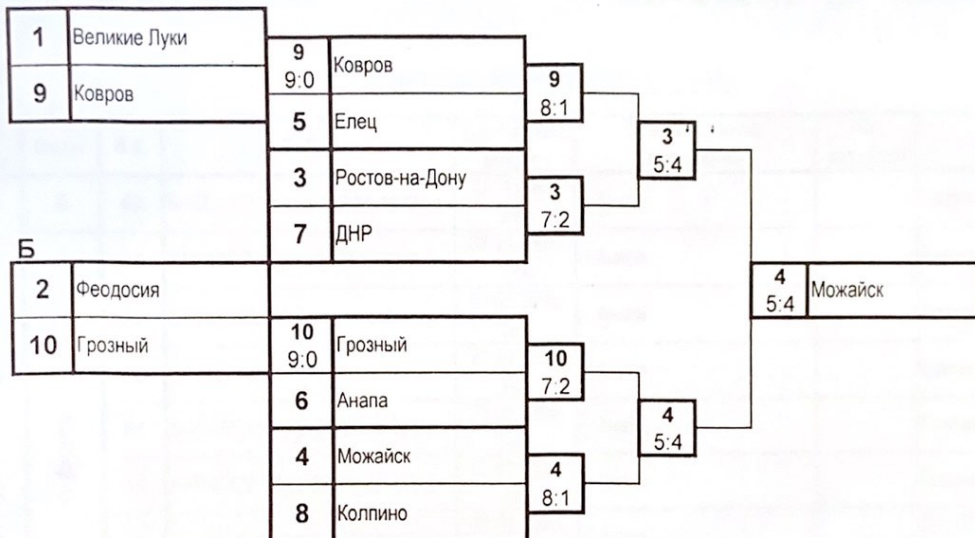 1 Великие Луки
9 Ковров
9 Ковров
9:0
5 Елец
3 Ростов-на-Дону
7 ДНР
9
8:1
3
7:2
3
5:4
Б
2 Феодосия
10 Грозный
10 Грозный
9:0
6 Анапа
4 Можайск
8 Колпино
10
7:2
4
8:1
4
5:4
4 Можайск
5:4